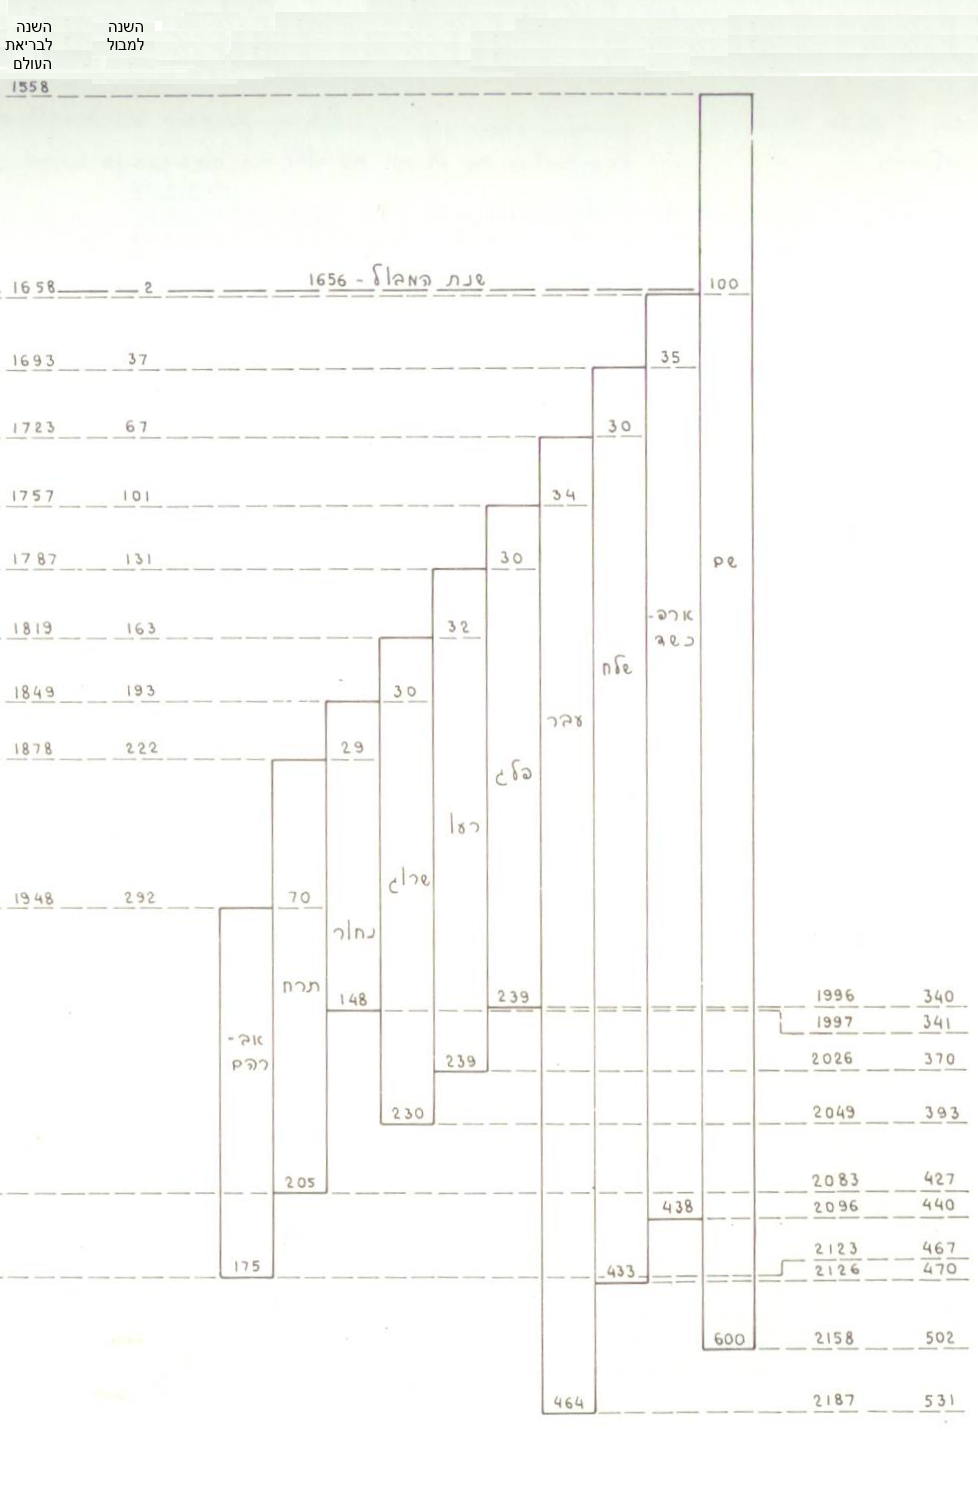 השנה לבריאת העולם
השנה למבול
1558
1658 2 1656 - שנת המבול 100
1693 37 35
1723 67 30
1757 101 34
1787 131 30
שם
1819 163 32
ארפ-
כשד
שלח
1849 193 30
עבר
1878 222 29
פלג
רעו
שרוג
1948 292 70
נחור
תרח
148 239 1996 340
1997 341
אב-
רהם
239 2026 370
230 2049 393
205 2083 427
438 2096 440
2123 467
175 433 2126 470
600 2158 502
464 2187 531